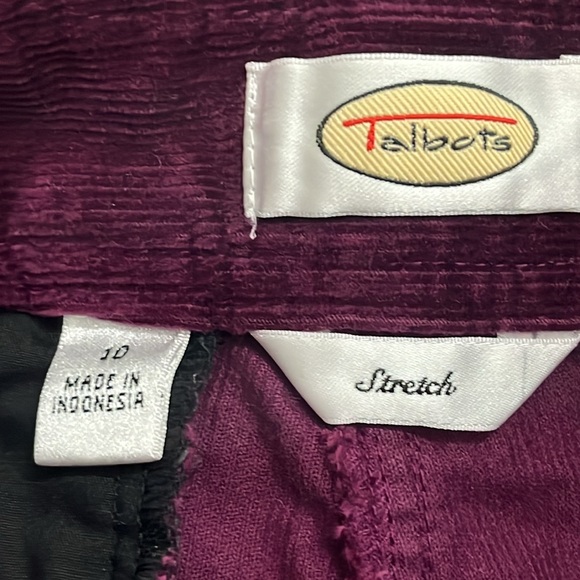 Talbots
10
MADE IN
INDONESIA
Stretch